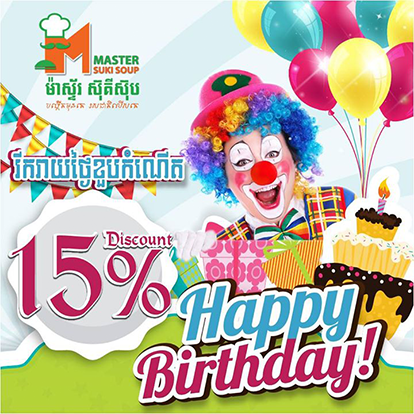 MASTER
SUKI SOUP
ម៉ាស្ទ័រ ស៊ុគីស៊ុប
រីករាយថ្ងៃខួបកំណើត
Discount
15%
Happy
Birthday!